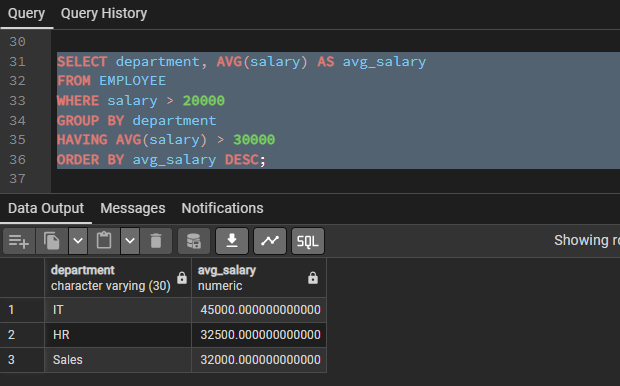 Query Query History
30
31 SELECT department, AVG(salary) AS avg_salary
32 FROM EMPLOYEE
33 WHERE salary > 20000
34 GROUP BY department
35 HAVING AVG(salary) > 30000
36 ORDER BY avg_salary DESC;
37
Data Output Messages Notifications
SQL Showing
department avg_salary
character varying (30) numeric
1 IT 45000.000000000000
2 HR 32500.000000000000
3 Sales 32000.000000000000